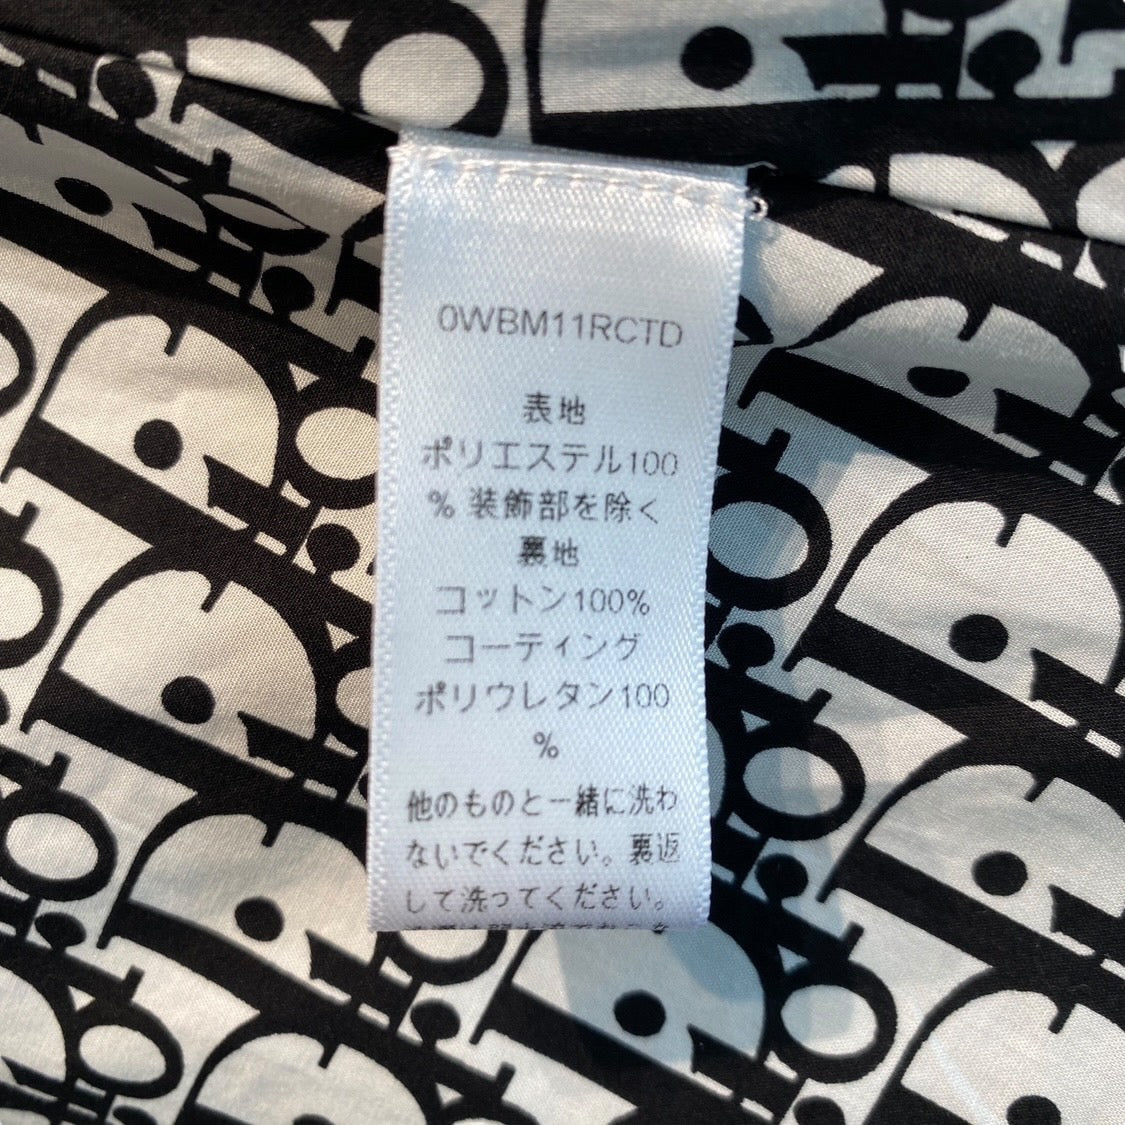 0WBM11RCTD
表地
ポリエステル100
% 装飾部を除く
裏地
コットン100%
コーティング
ポリウレタン100
%
他のものと一緒に洗わ
ないでください。裏返
して洗ってください。